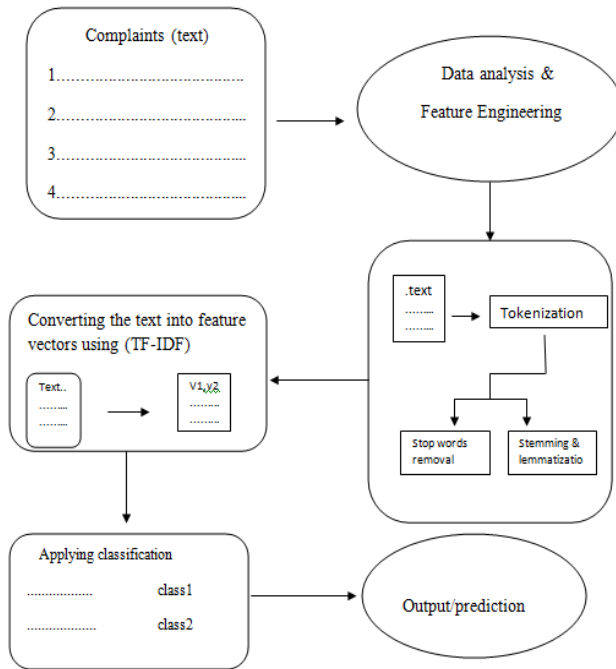 Complaints (text)
1……………………………………
2……………………………………
3……………………………………
4……………………………………
Data analysis &
Feature Engineering
.text
………
………
Tokenization
Stop words
removal
Stemming &
lemmatizatio
Converting the text into feature
vectors using (TF-IDF)
Text..
………
………
V1,v2
………
………
Applying classification
……………… class1
……………… class2
Output/prediction